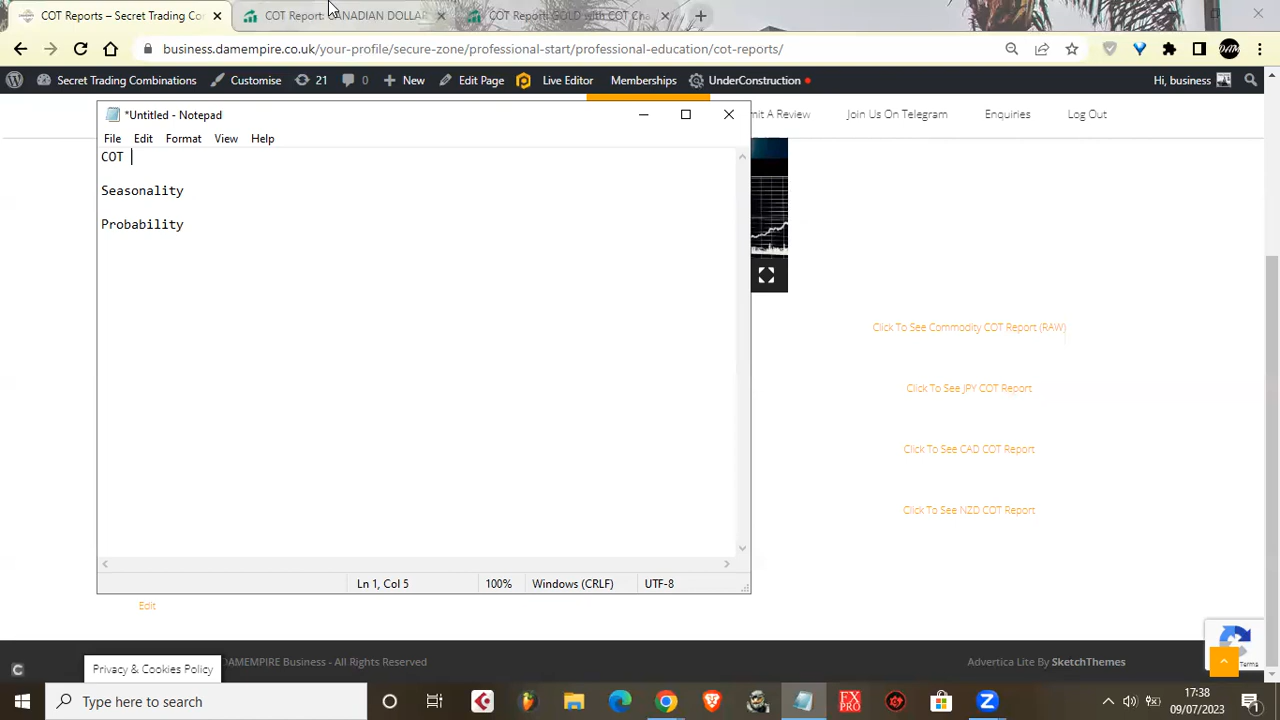 COT Reports – Secret Trading Cor
COT Report: CANADIAN DOLLAR
COT Report: GOLD with COT Cha
business.damempire.co.uk/your-profile/secure-zone/professional-start/professional-education/cot-reports/
Secret Trading Combinations
Customise
21
0
New
Edit Page
Live Editor
Memberships
UnderConstruction
Hi, business
*Untitled - Notepad
mit A Review
Join Us On Telegram
Enquiries
Log Out
File
Edit
Format
View
Help
COT
Seasonality
Probability
Click To See Commodity COT Report (RAW)
Click To See JPY COT Report
Click To See CAD COT Report
Click To See NZD COT Report
Ln 1, Col 5
100%
Windows (CRLF)
UTF-8
Edit
Privacy & Cookies Policy
DAMEMPIRE Business - All Rights Reserved
Advertica Lite By SketchThemes
Terms
Type here to search
FX
PRO
17:38
09/07/2023
1